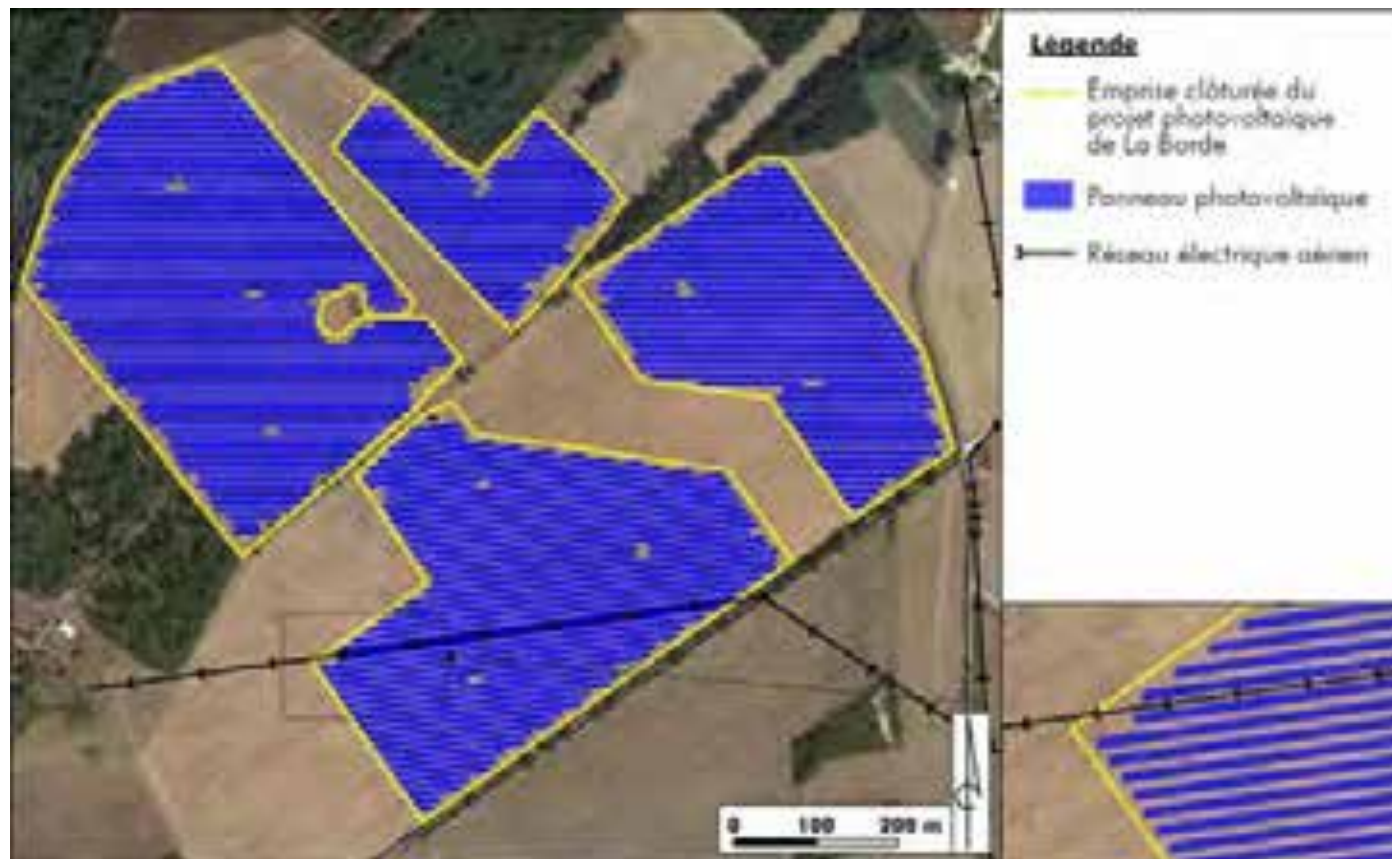 Légende
Emprise clôturée du
projet photovoltaïque
de La Borde
Panneau photovoltaïque
Réseau électrique aérien
0 100 200 m